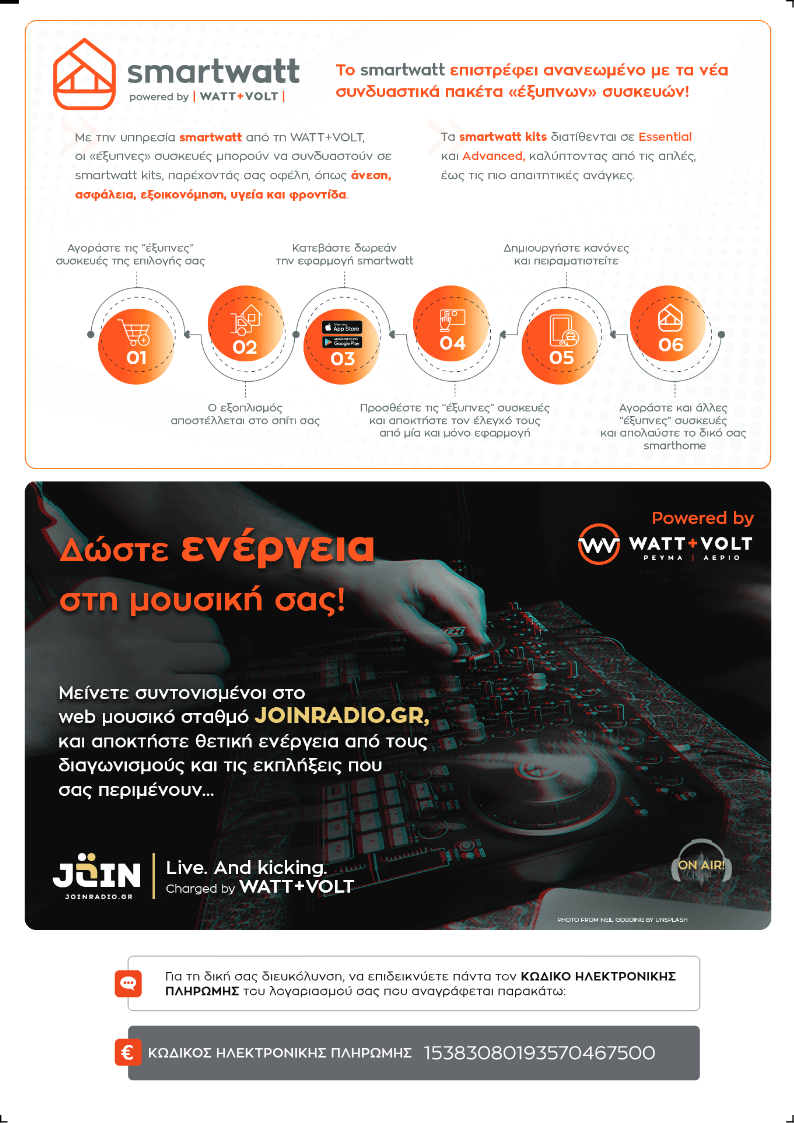 smartwatt
powered by | WATT+VOLT |
Το smartwatt επιστρέφει ανανεωμένο με τα νέα
συνδυαστικά πακέτα «έξυπνων» συσκευών!
Με την υπηρεσία smartwatt από τη WATT+VOLT,
οι «έξυπνες» συσκευές μπορούν να συνδυαστούν σε
smartwatt kits, παρέχοντάς σας οφέλη, όπως άνεση,
ασφάλεια, εξοικονόμηση, υγεία και φροντίδα.
Τα smartwatt kits διατίθενται σε Essential
και Advanced, καλύπτοντας από τις απλές,
έως τις πιο απαιτητικές ανάγκες.
Αγοράστε τις "έξυπνες"
συσκευές της επιλογής σας
Κατεβάστε δωρεάν
την εφαρμογή smartwatt
Δημιουργήστε κανόνες
και πειραματιστείτε
01
02
App Store
Google Play
03
04
05
06
Ο εξοπλισμός
αποστέλλεται στο σπίτι σας
Προσθέστε τις "έξυπνες" συσκευές
και αποκτήστε τον έλεγχό τους
από μία και μόνο εφαρμογή
Αγοράστε και άλλες
"έξυπνες" συσκευές
και απολαύστε το δικό σας
smarthome
Δώστε ενέργεια
στη μουσική σας!
Powered by
WATT+VOLT
ΡΕΥΜΑ | ΑΕΡΙΟ
Μείνετε συντονισμένοι στο
web μουσικό σταθμό JOINRADIO.GR,
και αποκτήστε θετική ενέργεια από τους
διαγωνισμούς και τις εκπλήξεις που
σας περιμένουν...
JOIN
JOINRADIO.GR
Live. And kicking.
Charged by WATT+VOLT
ON AIR!
PHOTO FROM NEIL GODDING BY UNSPLASH
Για τη δική σας διευκόλυνση, να επιδεικνύετε πάντα τον ΚΩΔΙΚΟ ΗΛΕΚΤΡΟΝΙΚΗΣ
ΠΛΗΡΩΜΗΣ του λογαριασμού σας που αναγράφεται παρακάτω:
€ ΚΩΔΙΚΟΣ ΗΛΕΚΤΡΟΝΙΚΗΣ ΠΛΗΡΩΜΗΣ 15383080193570467500